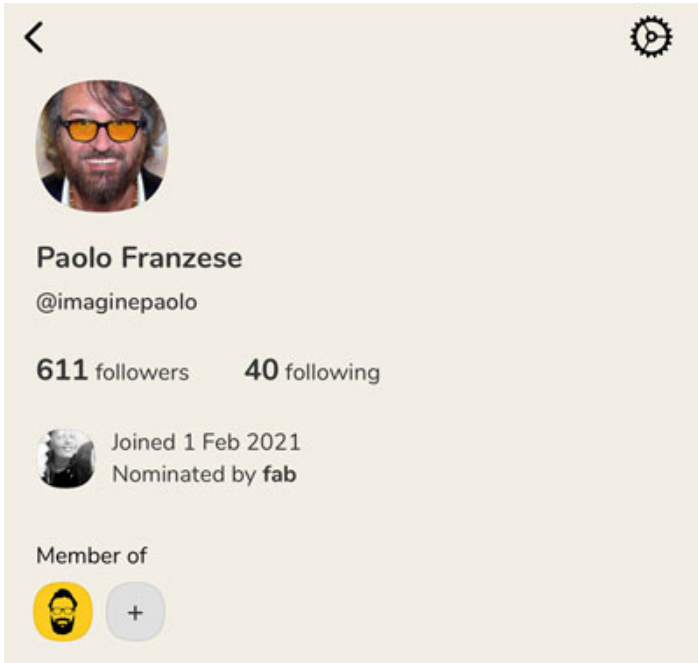 Paolo Franzese
@imaginepaolo
611 followers 40 following
Joined 1 Feb 2021
Nominated by fab
Member of
+